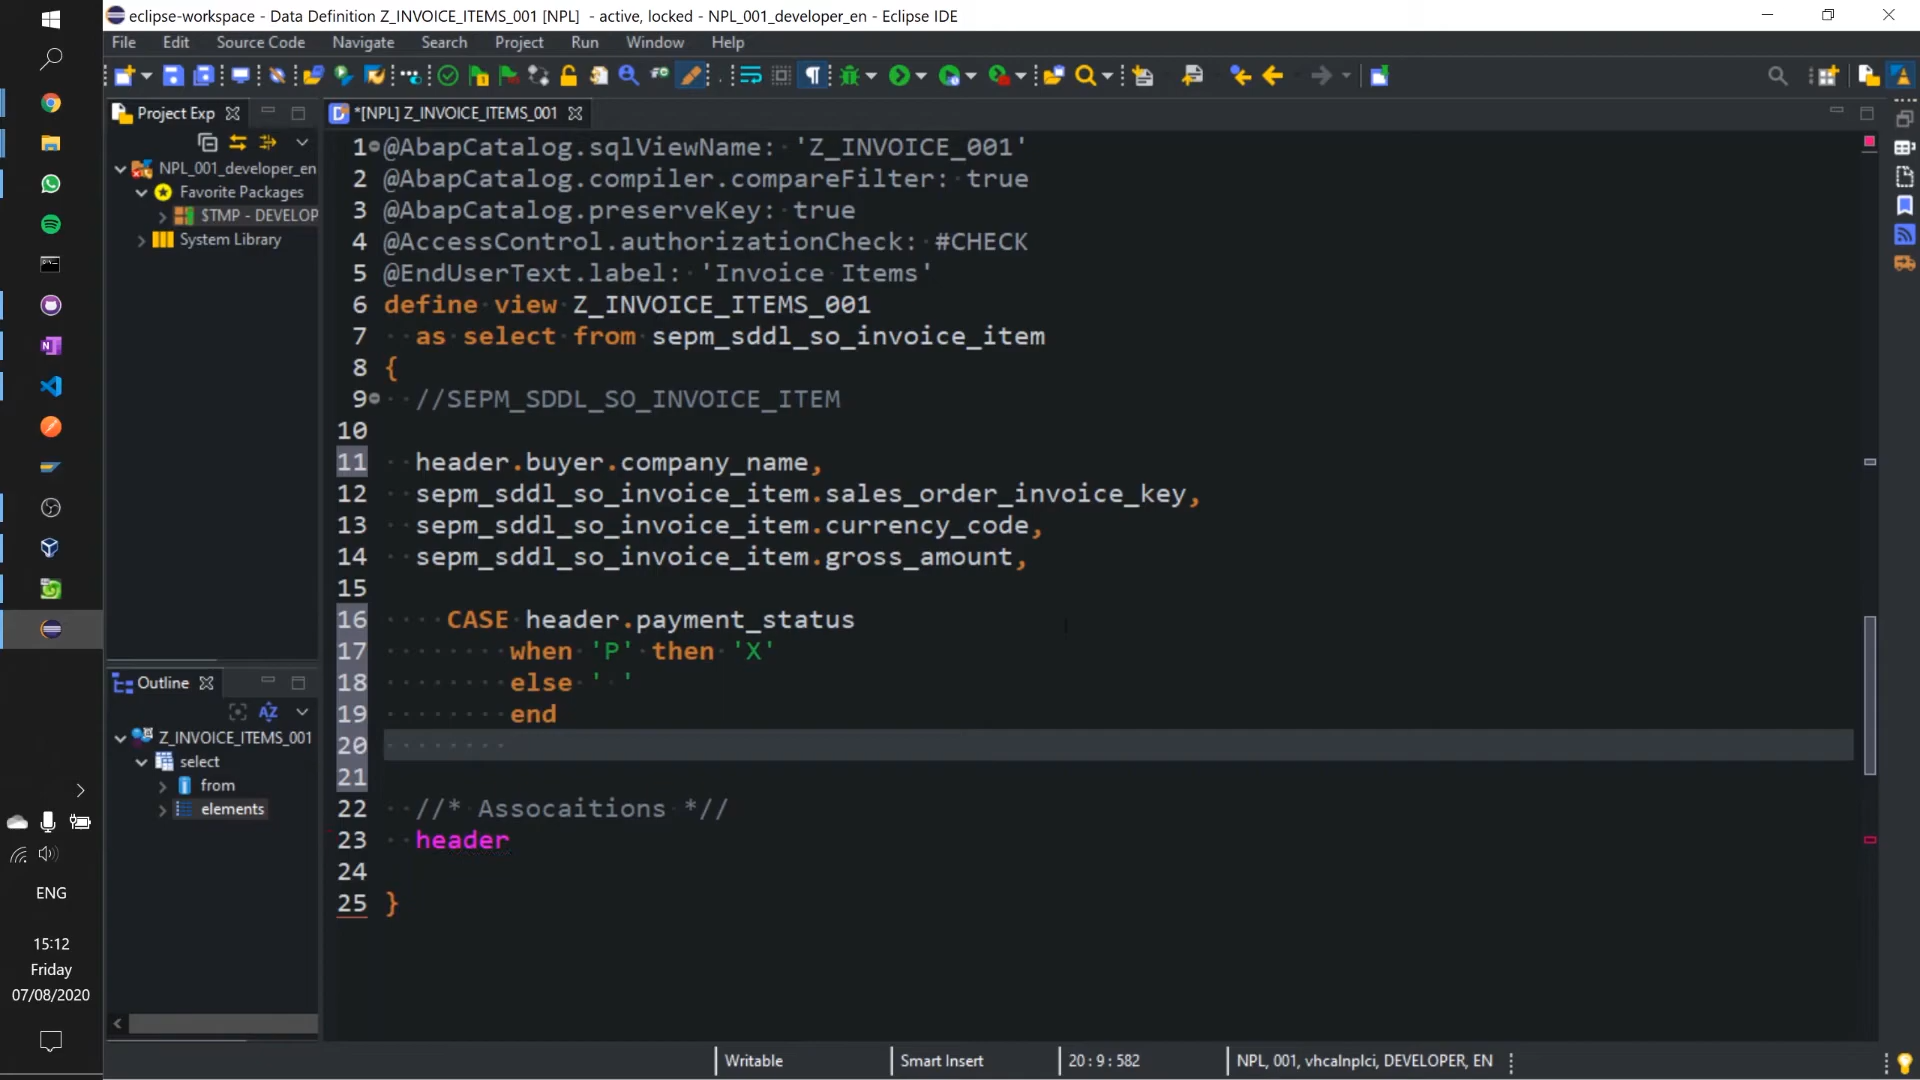 eclipse-workspace - Data Definition Z_INVOICE_ITEMS_001 [NPL]  - active, locked - NPL_001_developer_en - Eclipse IDE
File Edit Source Code Navigate Search Project Run Window Help
Project Exp
*[NPL] Z_INVOICE_ITEMS_001
NPL_001_developer_en
Favorite Packages
$TMP - DEVELOP
System Library
1 @AbapCatalog.sqlViewName: 'Z_INVOICE_001'
2 @AbapCatalog.compiler.compareFilter: true
3 @AbapCatalog.preserveKey: true
4 @AccessControl.authorizationCheck: #CHECK
5 @EndUserText.label: 'Invoice Items'
6 define view Z_INVOICE_ITEMS_001
7 as select from sepm_sddl_so_invoice_item
8 {
9 //SEPM_SDDL_SO_INVOICE_ITEM
10
11 header.buyer.company_name,
12 sepm_sddl_so_invoice_item.sales_order_invoice_key,
13 sepm_sddl_so_invoice_item.currency_code,
14 sepm_sddl_so_invoice_item.gross_amount,
15
16 CASE header.payment_status
17 when 'P' then 'X'
18 else ' '
19 end
20
21
22 //* Assocaitions *//
23 header
24
25 }
Outline
AZ
Z_INVOICE_ITEMS_001
select
from
elements
ENG
15:12
Friday
07/08/2020
Writable
Smart Insert
20 : 9 : 582
NPL, 001, vhcalnplci, DEVELOPER, EN